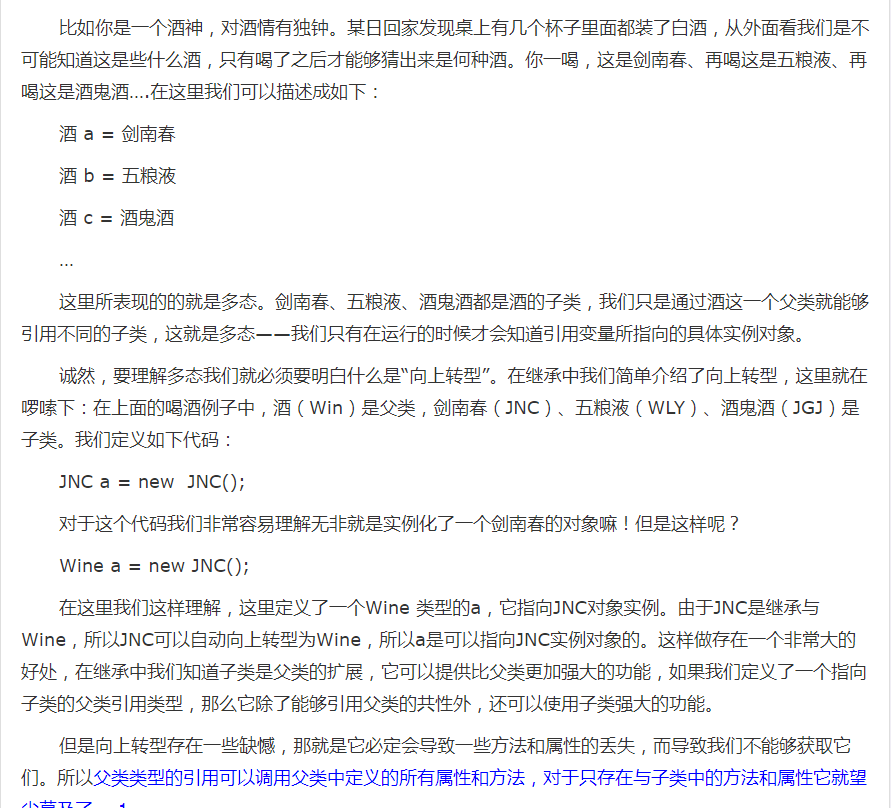 比如你是一个酒神，对酒情有独钟。某日回家发现桌上有几个杯子里面都装了白酒，从外面看我们是不
可能知道这是些什么酒，只有喝了之后才能够猜出来是何种酒。你一喝，这是剑南春、再喝这是五粮液、再
喝这是酒鬼酒….在这里我们可以描述成如下：
酒 a = 剑南春
酒 b = 五粮液
酒 c = 酒鬼酒
…
这里所表现的的就是多态。剑南春、五粮液、酒鬼酒都是酒的子类，我们只是通过酒这一个父类就能够
引用不同的子类，这就是多态——我们只有在运行的时候才会知道引用变量所指向的具体实例对象。
诚然，要理解多态我们就必须要明白什么是“向上转型”。在继承中我们简单介绍了向上转型，这里就在
啰嗦下：在上面的喝酒例子中，酒（Win）是父类，剑南春（JNC）、五粮液（WLY）、酒鬼酒（JGJ）是
子类。我们定义如下代码：
JNC a = new  JNC();
对于这个代码我们非常容易理解无非就是实例化了一个剑南春的对象嘛！但是这样呢？
Wine a = new JNC();
在这里我们这样理解，这里定义了一个Wine 类型的a，它指向JNC对象实例。由于JNC是继承与
Wine，所以JNC可以自动向上转型为Wine，所以a是可以指向JNC实例对象的。这样做存在一个非常大的
好处，在继承中我们知道子类是父类的扩展，它可以提供比父类更加强大的功能，如果我们定义了一个指向
子类的父类引用类型，那么它除了能够引用父类的共性外，还可以使用子类强大的功能。
但是向上转型存在一些缺憾，那就是它必定会导致一些方法和属性的丢失，而导致我们不能够获取它
们。所以父类类型的引用可以调用父类中定义的所有属性和方法，对于只存在与子类中的方法和属性它就望